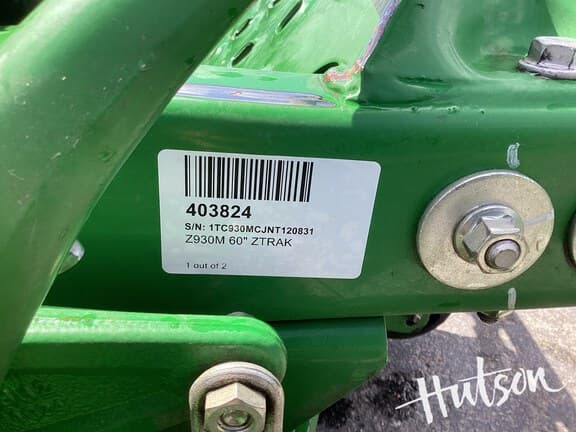 403824
S/N: 1TC930MCJNT120831
Z930M 60" ZTRAK
1 out of 2
Hutson